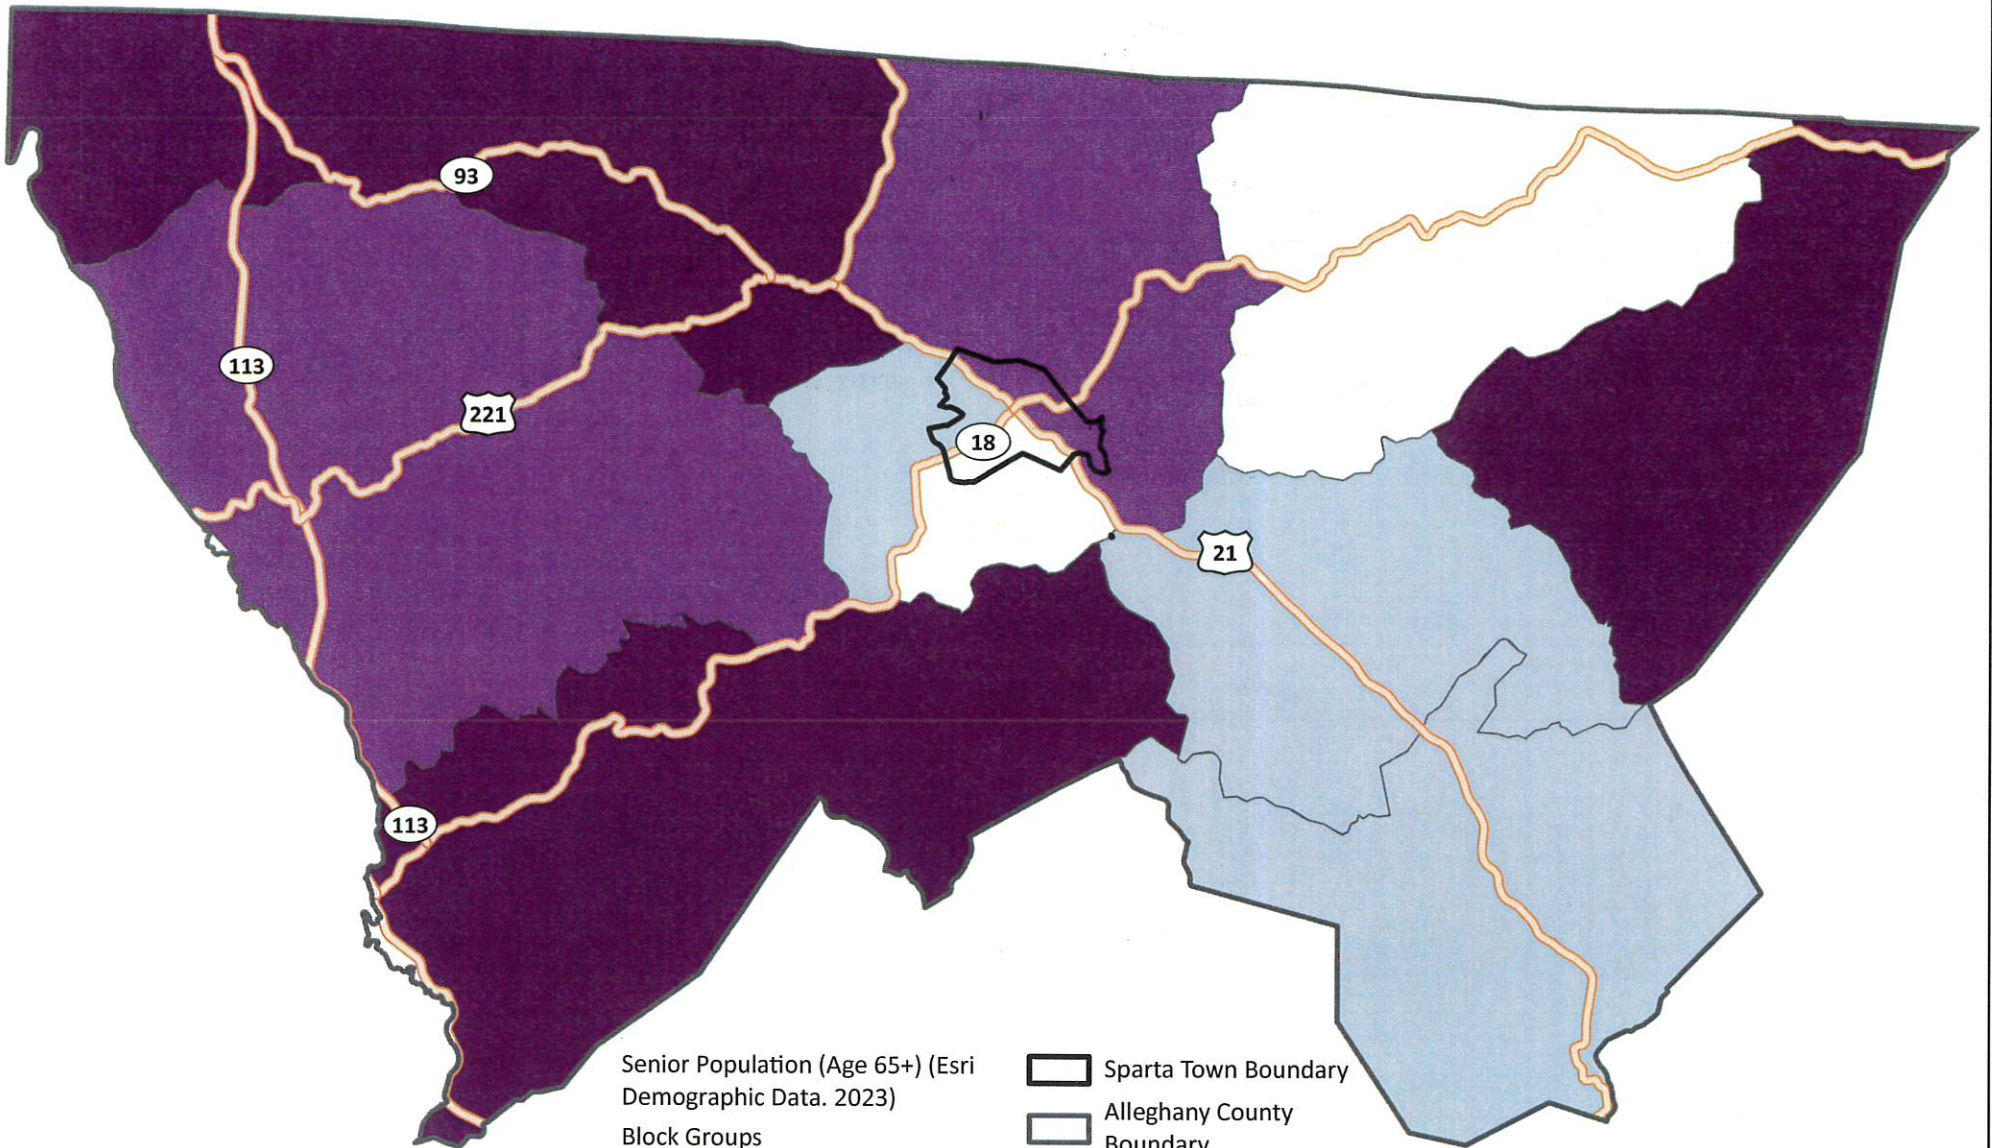 93
113
221
18
21
113
Senior Population (Age 65+) (Esri
Demographic Data. 2023)
Block Groups
Sparta Town Boundary
Alleghany County
Boundary